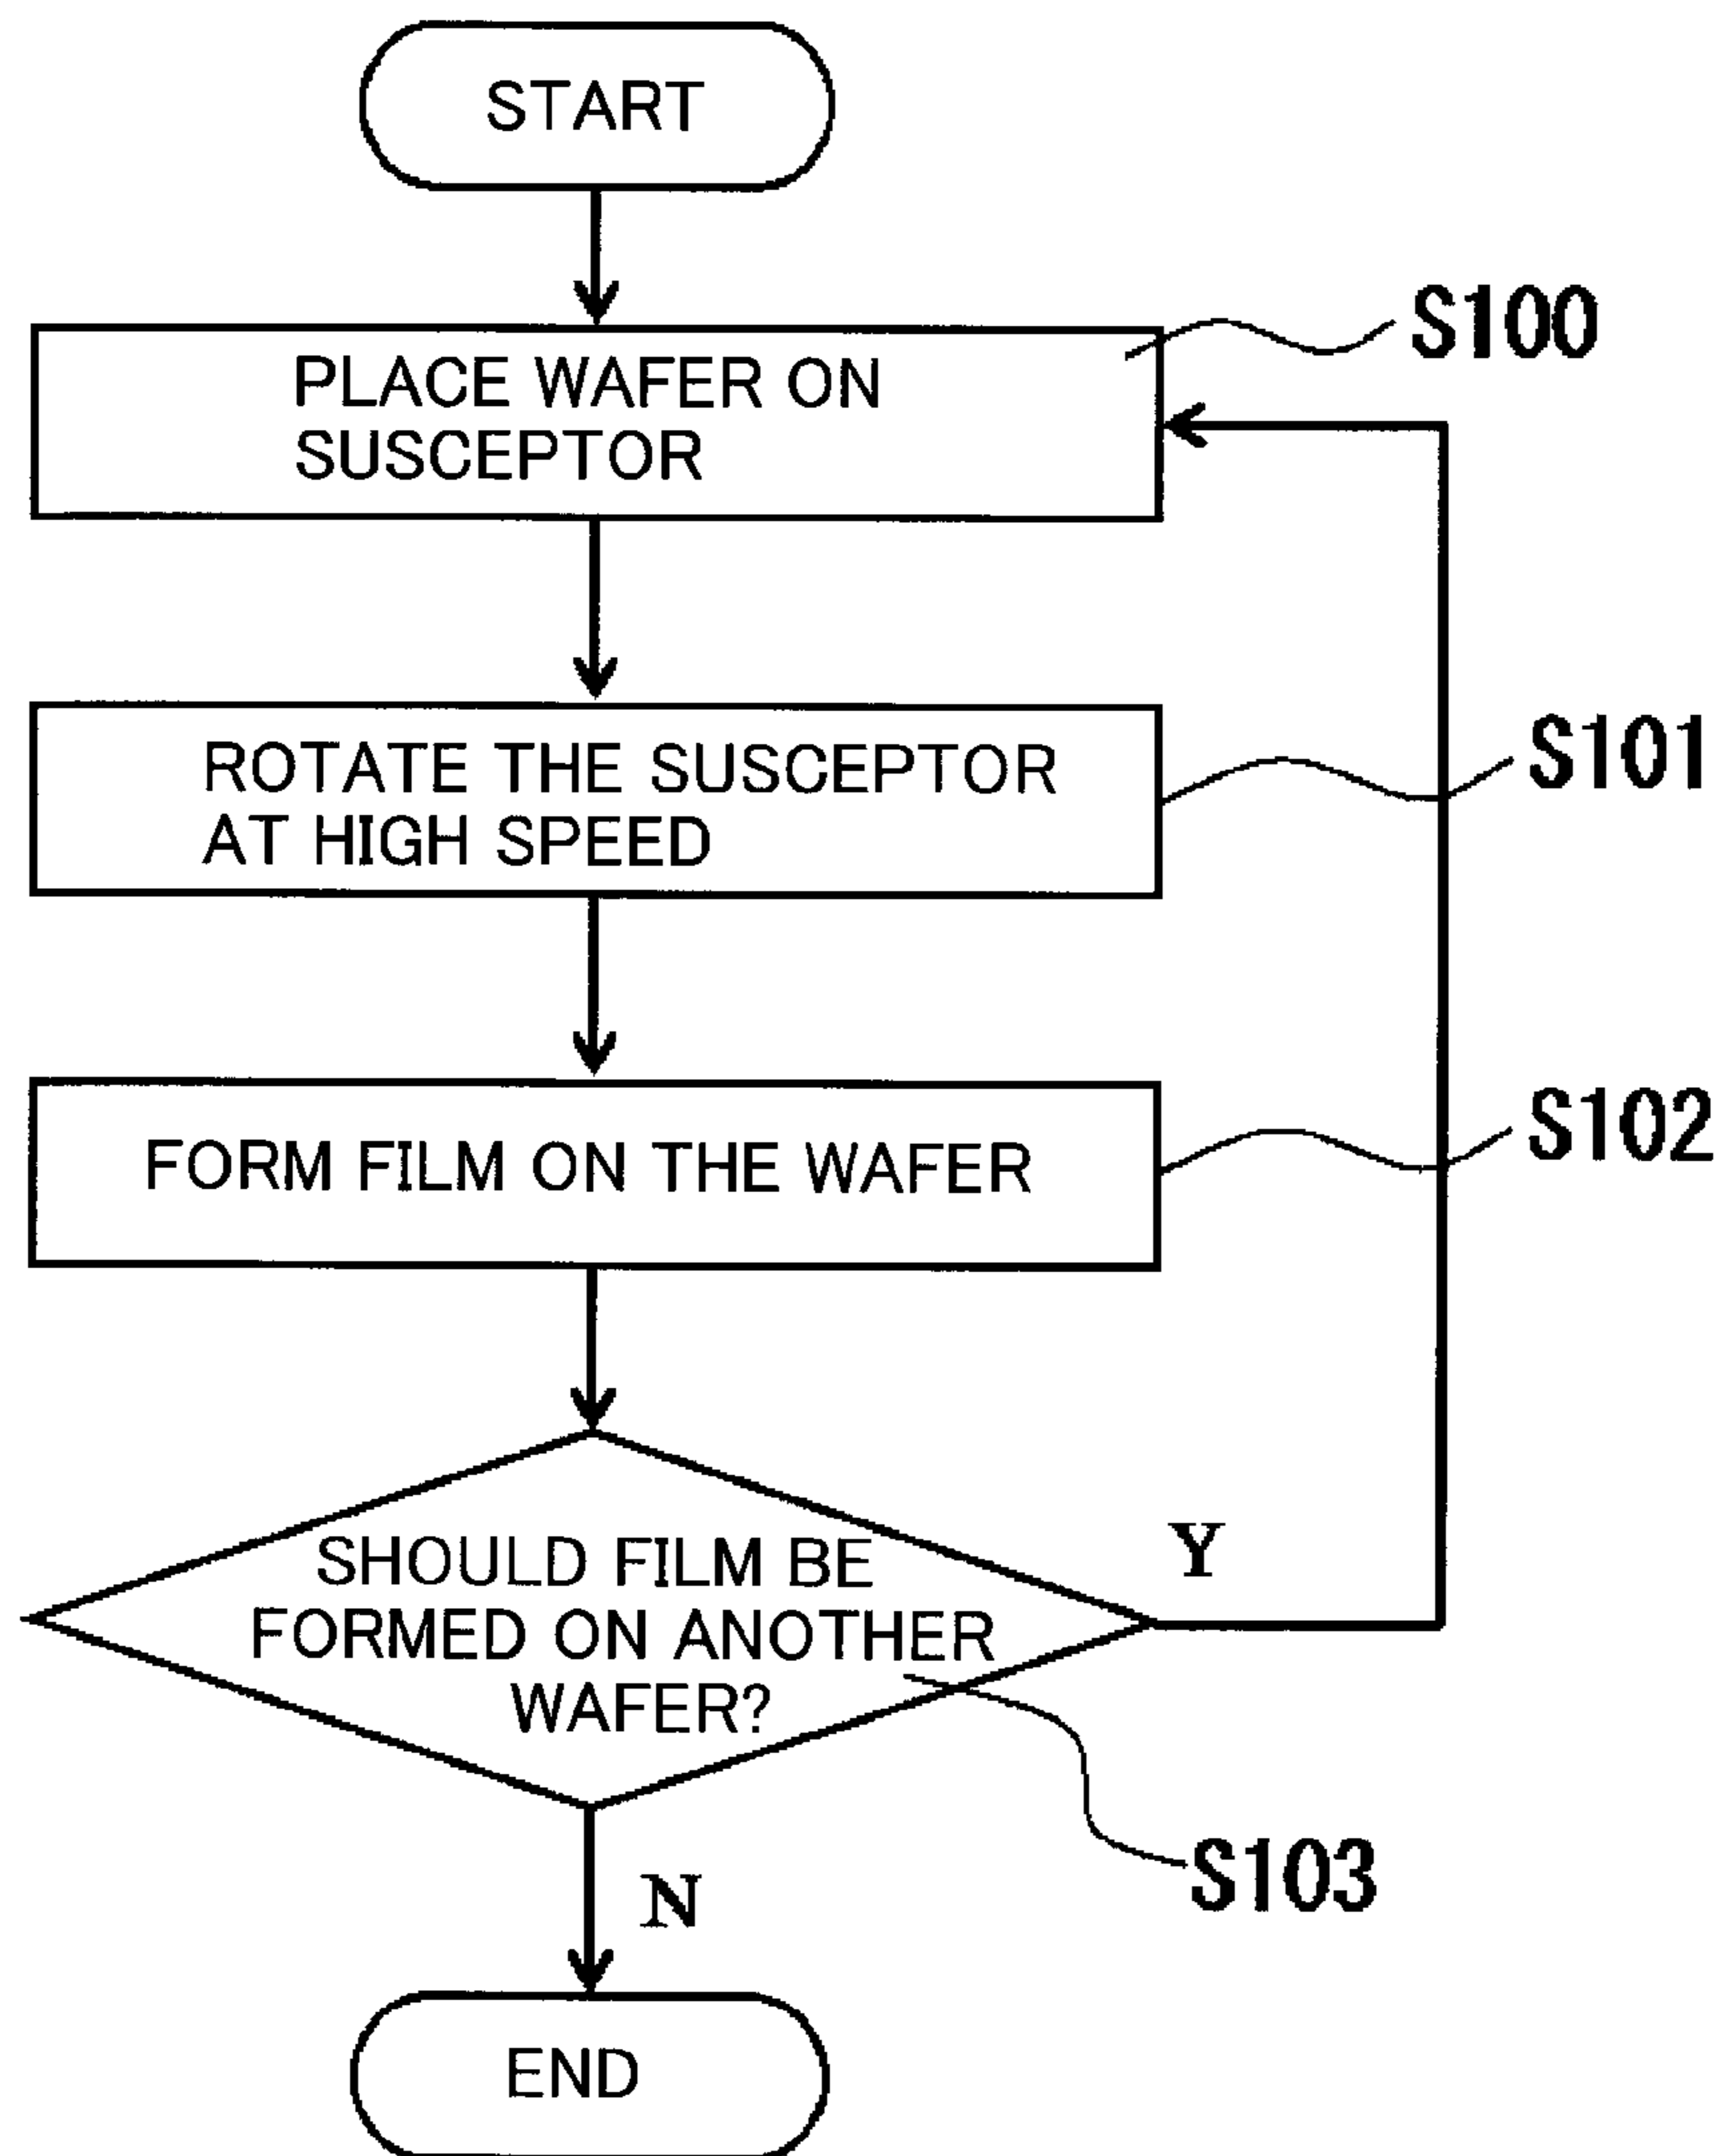 START
S100
PLACE WAFER ON
SUSCEPTOR
S101
ROTATE THE SUSCEPTOR
AT HIGH SPEED
S102
FORM FILM ON THE WAFER
Y
SHOULD FILM BE
FORMED ON ANOTHER
WAFER?
S103
N
END